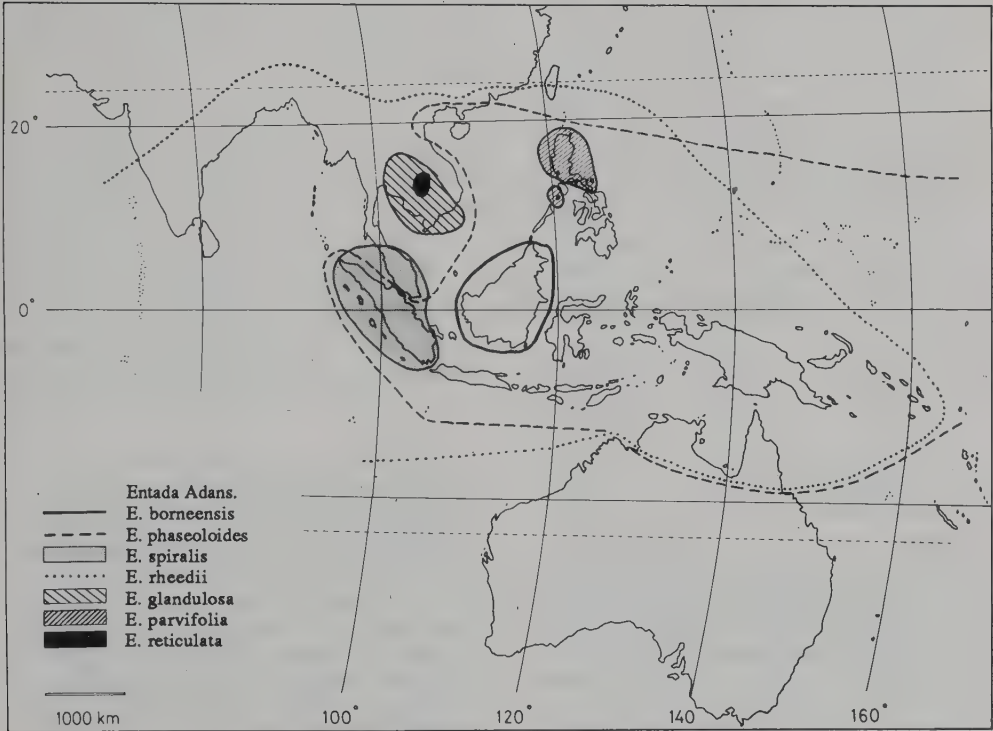 20°
0°
Entada Adans.
E. borneensis
E. phaseoloides
E. spiralis
E. rheedii
E. glandulosa
E. parvifolia
E. reticulata
1000 km
100° 120° 140° 160°